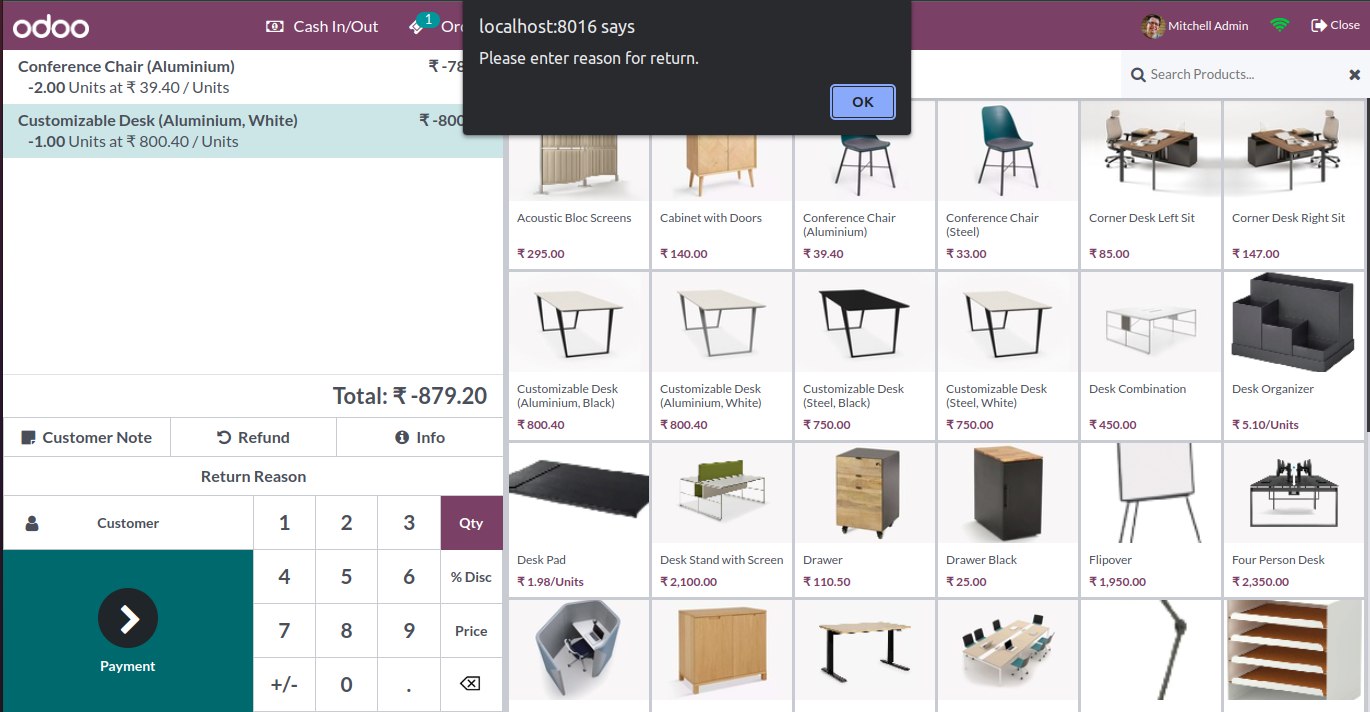 odoo
Cash In/Out
1
Mitchell Admin
Close
localhost:8016 says
Please enter reason for return.
OK
Search Products...
Conference Chair (Aluminium)
-2.00 Units at ₹ 39.40 / Units
Customizable Desk (Aluminium, White)
-1.00 Units at ₹ 800.40 / Units
Total: ₹ -879.20
Customer Note
Refund
Info
Return Reason
Customer
1 2 3 Qty
4 5 6 % Disc
7 8 9 Price
+/- 0 .
Payment
Acoustic Bloc Screens
₹ 295.00
Cabinet with Doors
₹ 140.00
Conference Chair
(Aluminium)
₹ 39.40
Conference Chair
(Steel)
₹ 33.00
Corner Desk Left Sit
₹ 85.00
Corner Desk Right Sit
₹ 147.00
Customizable Desk
(Aluminium, Black)
₹ 800.40
Customizable Desk
(Aluminium, White)
₹ 800.40
Customizable Desk
(Steel, Black)
₹ 750.00
Customizable Desk
(Steel, White)
₹ 750.00
Desk Combination
₹ 450.00
Desk Organizer
₹ 5.10/Units
Desk Pad
₹ 1.98/Units
Desk Stand with Screen
₹ 2,100.00
Drawer
₹ 110.50
Drawer Black
₹ 25.00
Flipover
₹ 1,950.00
Four Person Desk
₹ 2,350.00